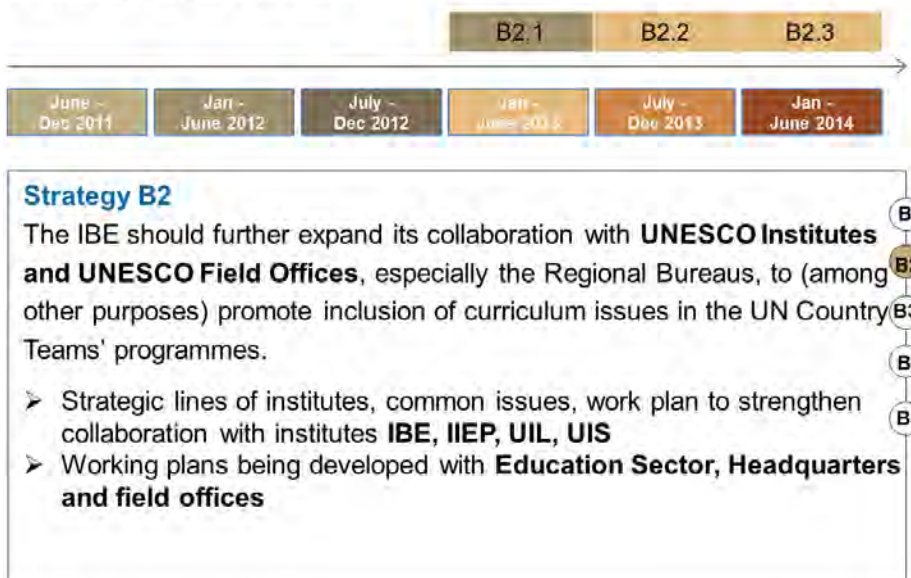 B2.1 B2.2 B2.3
June - Jan - July - Jan - July - Jan -
Dec 2011 June 2012 Dec 2012 June 2013 Dec 2013 June 2014
Strategy B2
The IBE should further expand its collaboration with UNESCO Institutes
and UNESCO Field Offices, especially the Regional Bureaus, to (among
other purposes) promote inclusion of curriculum issues in the UN Country
Teams' programmes.
➢ Strategic lines of institutes, common issues, work plan to strengthen
collaboration with institutes IBE, IIEP, UIL, UIS
➢ Working plans being developed with Education Sector, Headquarters
and field offices